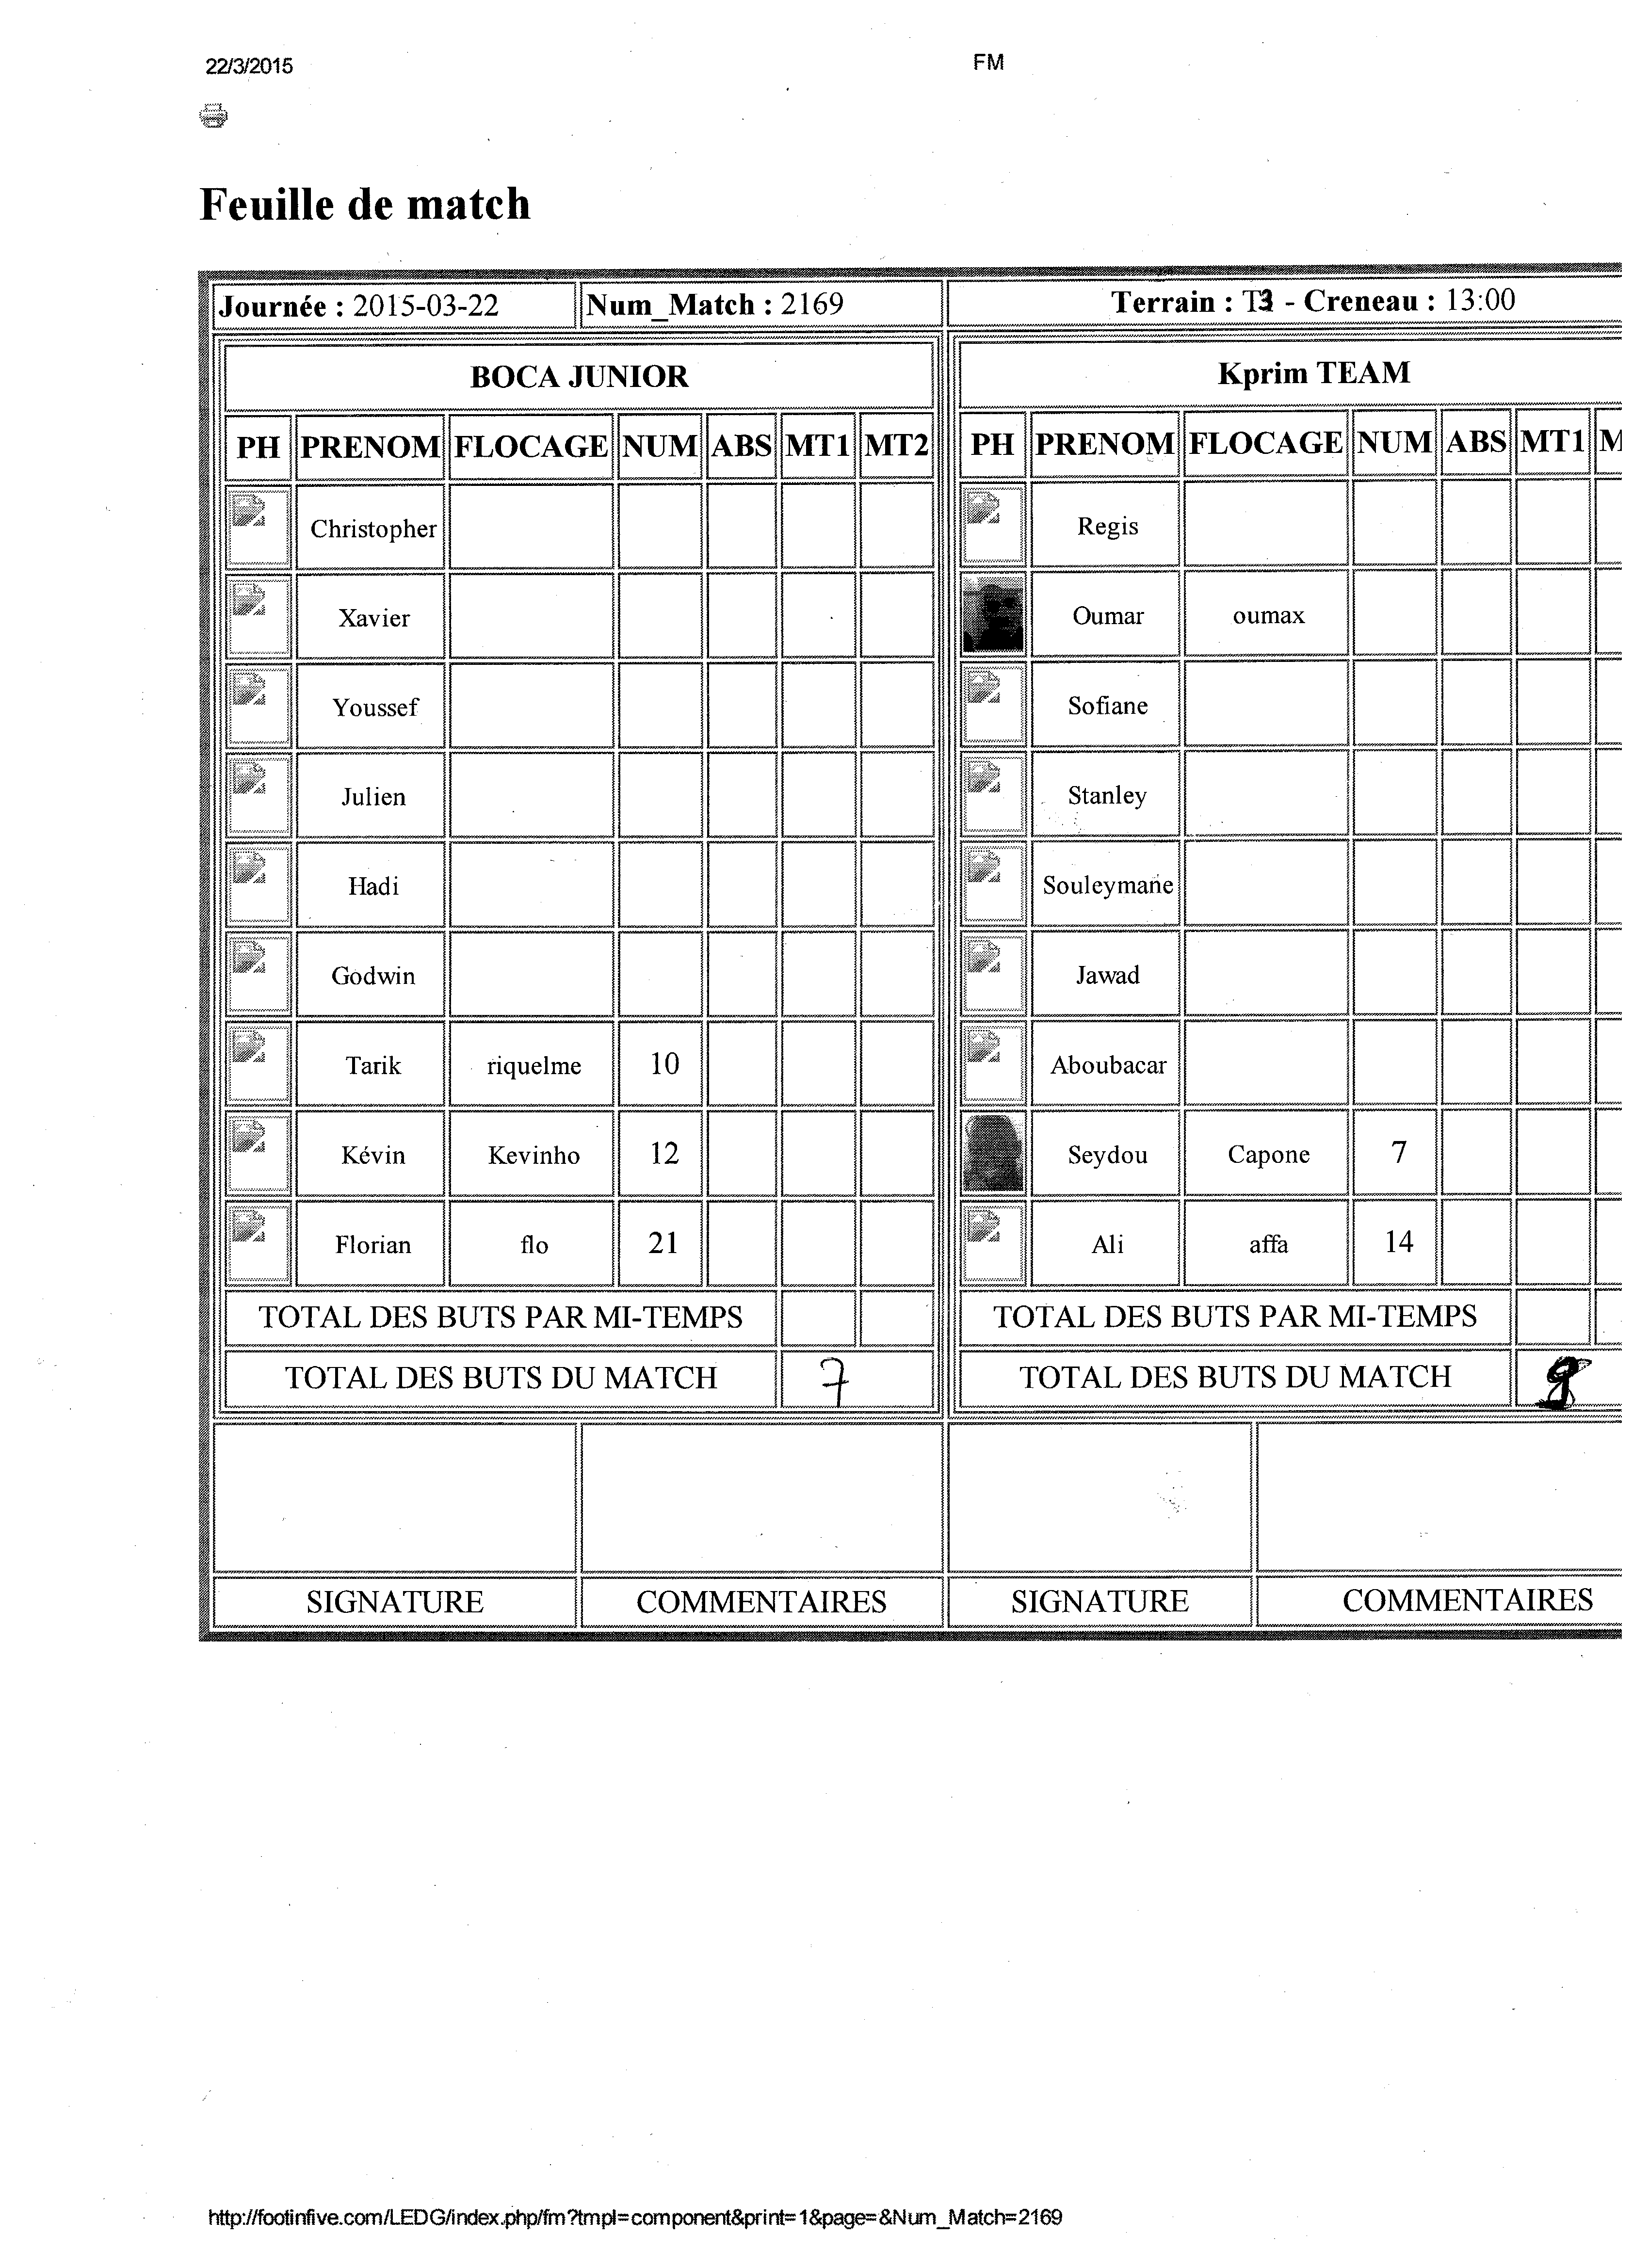 22/3/2015 FM
Feuille de match
Journée : 2015-03-22 Num_Match : 2169 Terrain : T3 - Creneau : 13:00
BOCA JUNIOR Kprim TEAM
PH PRENOM FLOCAGE NUM ABS MT1 MT2 PH PRENOM FLOCAGE NUM ABS MT1 M
Christopher Regis
Xavier Oumar oumax
Youssef Sofiane
Julien Stanley
Hadi Souleymane
Godwin Jawad
Tarik riquelme 10 Aboubacar
Kévin Kevinho 12 Seydou Capone 7
Florian flo 21 Ali affa 14
TOTAL DES BUTS PAR MI-TEMPS TOTAL DES BUTS PAR MI-TEMPS
TOTAL DES BUTS DU MATCH 7 TOTAL DES BUTS DU MATCH
SIGNATURE COMMENTAIRES SIGNATURE COMMENTAIRES
http://footinfive.com/LEDG/index.php/fm?tmpl=component&print=1&page=&Num_Match=2169